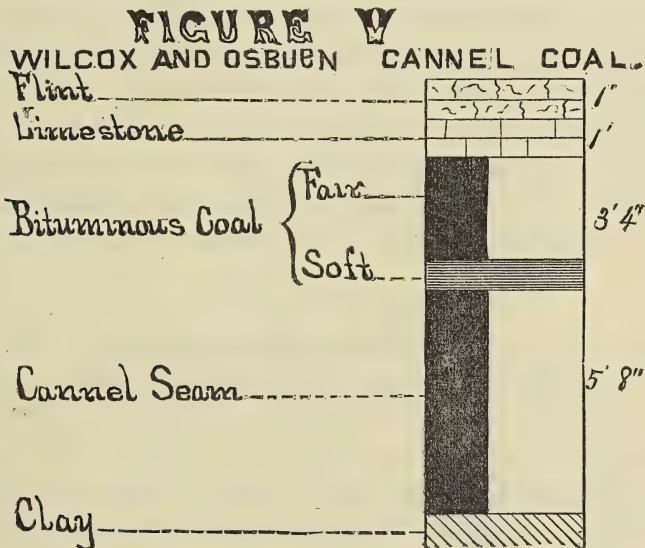 FIGURE V
WILCOX AND OSBUEN CANNEL COAL.
Flint 1"
Limestone 1'
Bituminous Coal { Fair 3' 4"
Soft
Cannel Seam 5' 8"
Clay